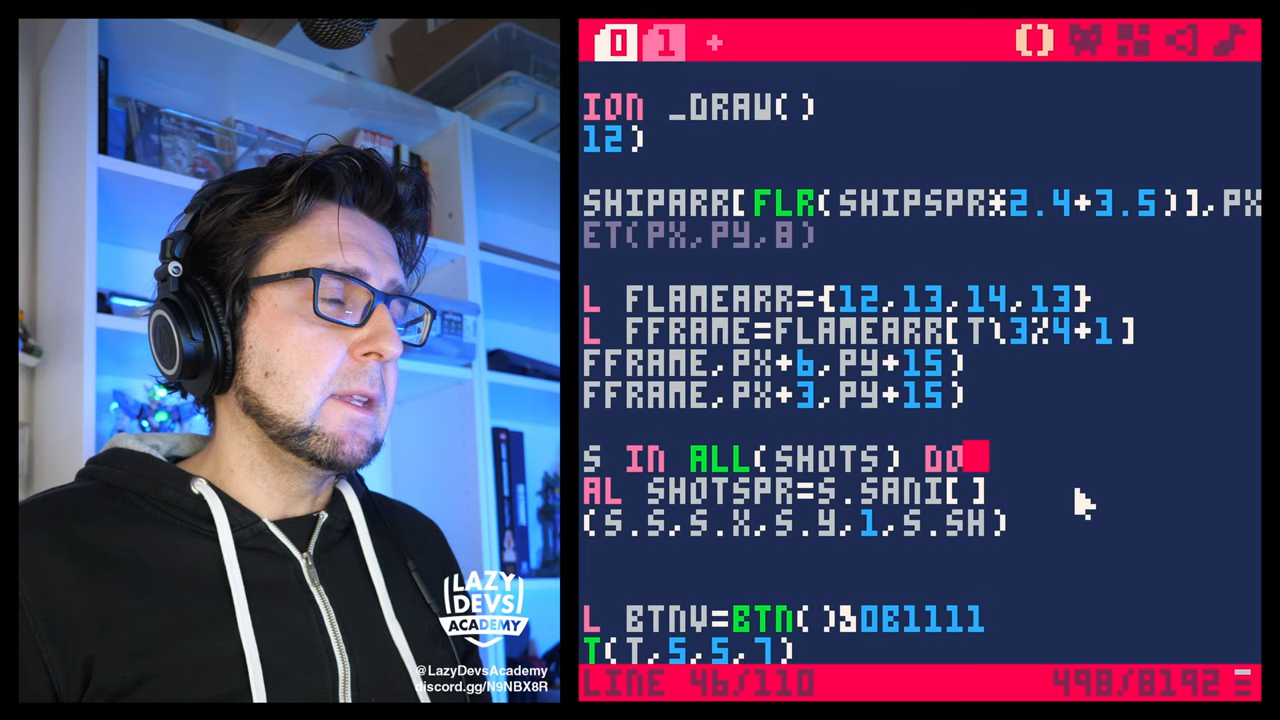 0 1 +
ION _DRAW()
12)
SHIPARR[FLR(SHIPSPR*2.4+3.5)],PX
ET(PX,PY,8)
L FLAMEARR={12,13,14,13}
L FFRAME=FLAMEARR[T\3%4+1]
FFRAME,PX+6,PY+15)
FFRAME,PX+3,PY+15)
S IN ALL(SHOTS) DO
AL SHOTSPR=S.SANI[]
(S.S,S.X,S.Y,1,S.SH)
L BTNV=BTN()&0B1111
T(T,5,5,7)
LINE 46/110 498/8192
LAZY
DEVS
ACADEMY
@LazyDevsAcademy
discord.gg/N9NBX8R